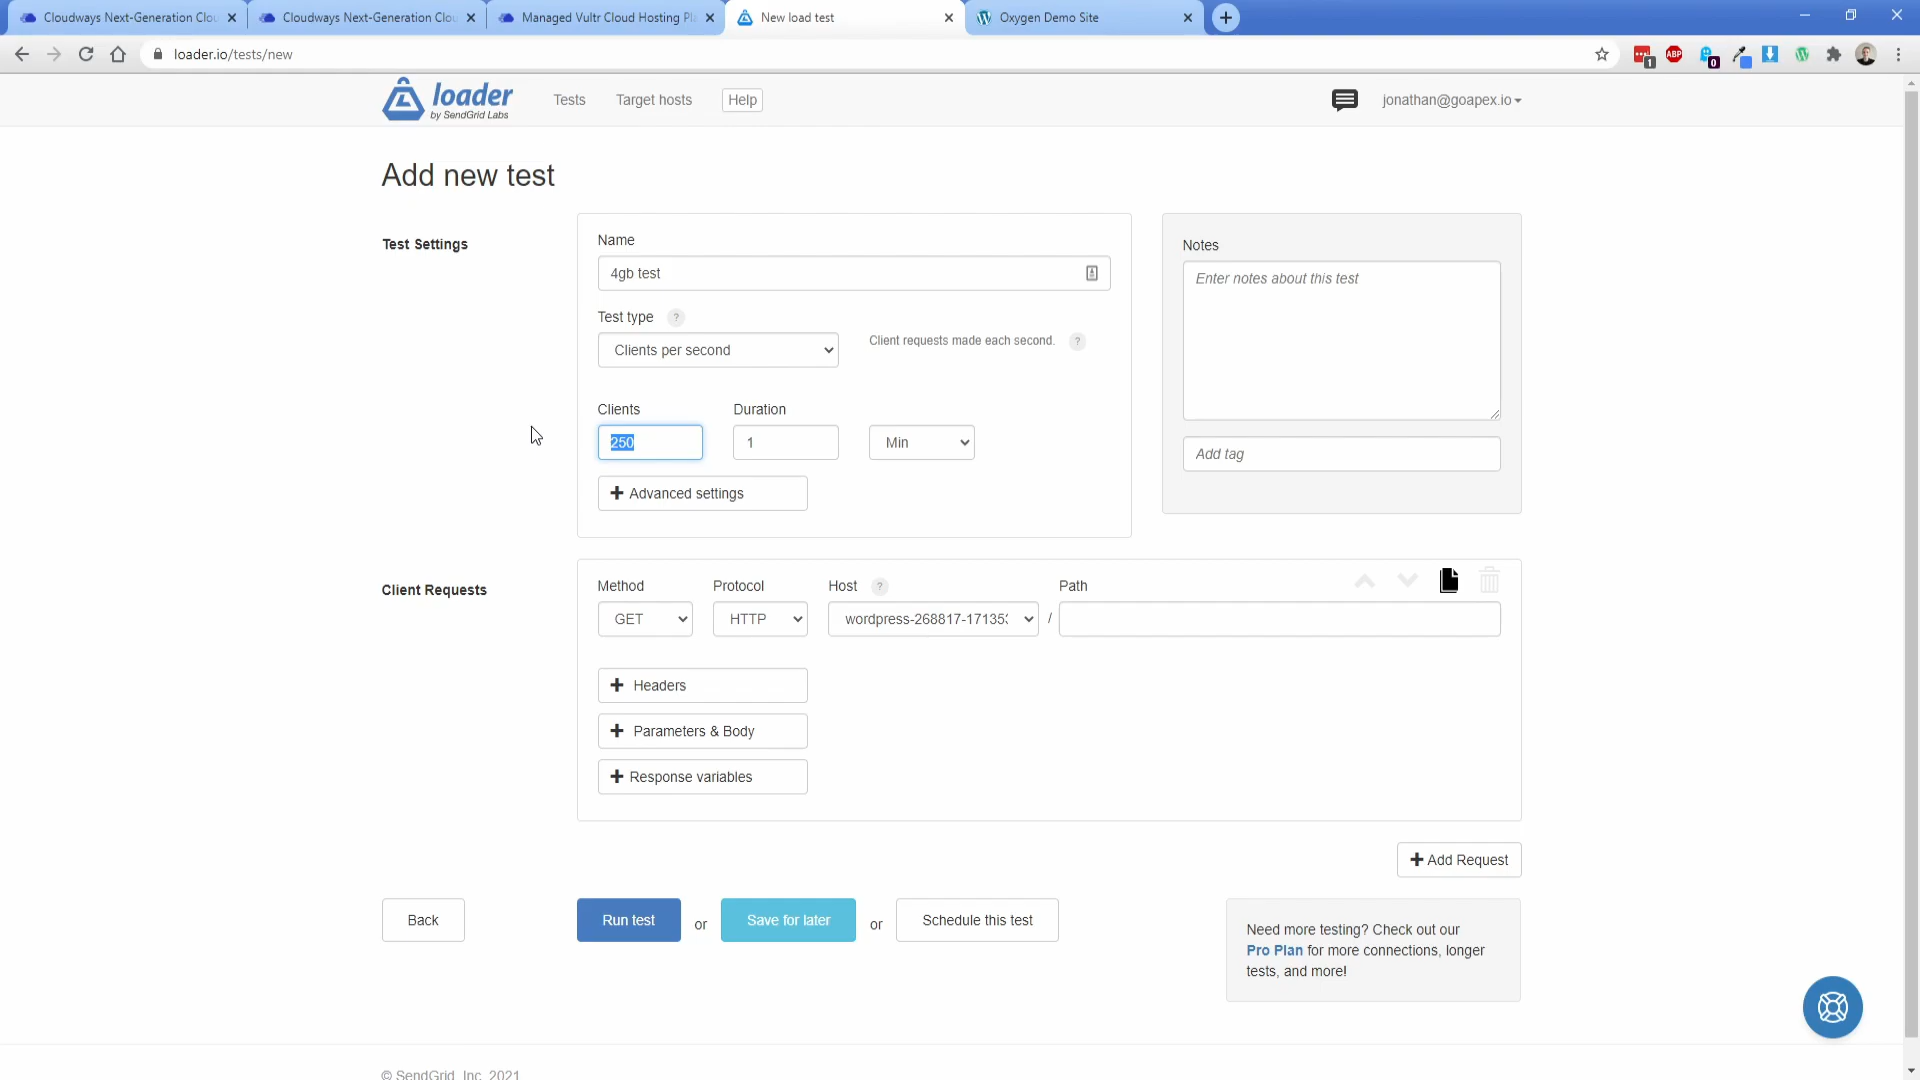 Cloudways Next-Generation Clou
Cloudways Next-Generation Clou
Managed Vultr Cloud Hosting Pl
New load test
Oxygen Demo Site
loader.io/tests/new
1
ABP
0
loader
by SendGrid Labs
Tests
Target hosts
Help
jonathan@goapex.io
Add new test
Test Settings
Name
4gb test
Test type ?
Clients per second
Client requests made each second. ?
Clients
Duration
250
1
Min
+ Advanced settings
Notes
Enter notes about this test
Add tag
Client Requests
Method
Protocol
Host ?
Path
GET
HTTP
wordpress-268817-17135
/
+ Headers
+ Parameters & Body
+ Response variables
+ Add Request
Back
Run test
or
Save for later
or
Schedule this test
Need more testing? Check out our
Pro Plan for more connections, longer
tests, and more!
© SendGrid, Inc. 2021